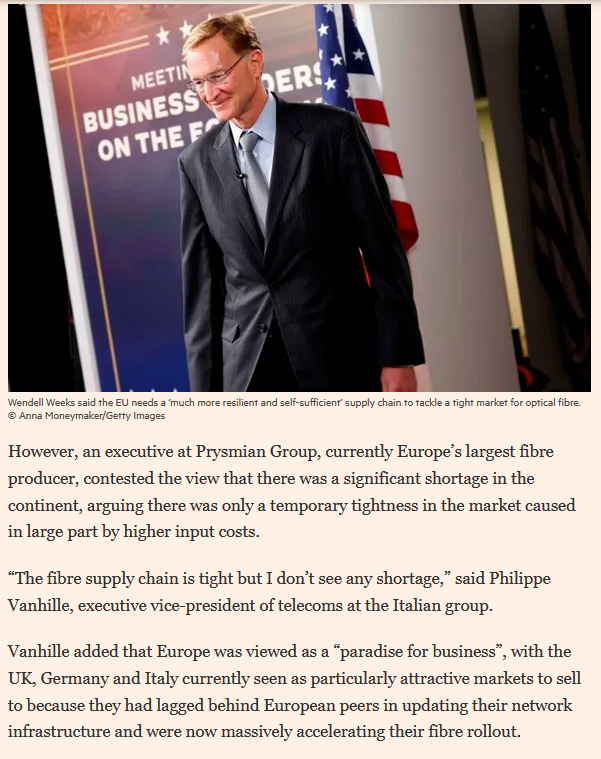 MEETIN
BUSINESS
DERS
ON THE
Wendell Weeks said the EU needs a ‘much more resilient and self-sufficient’ supply chain to tackle a tight market for optical fibre.
© Anna Moneymaker/Getty Images
However, an executive at Prysmian Group, currently Europe’s largest fibre
producer, contested the view that there was a significant shortage in the
continent, arguing there was only a temporary tightness in the market caused
in large part by higher input costs.
“The fibre supply chain is tight but I don’t see any shortage,” said Philippe
Vanhille, executive vice-president of telecoms at the Italian group.
Vanhille added that Europe was viewed as a “paradise for business”, with the
UK, Germany and Italy currently seen as particularly attractive markets to sell
to because they had lagged behind European peers in updating their network
infrastructure and were now massively accelerating their fibre rollout.